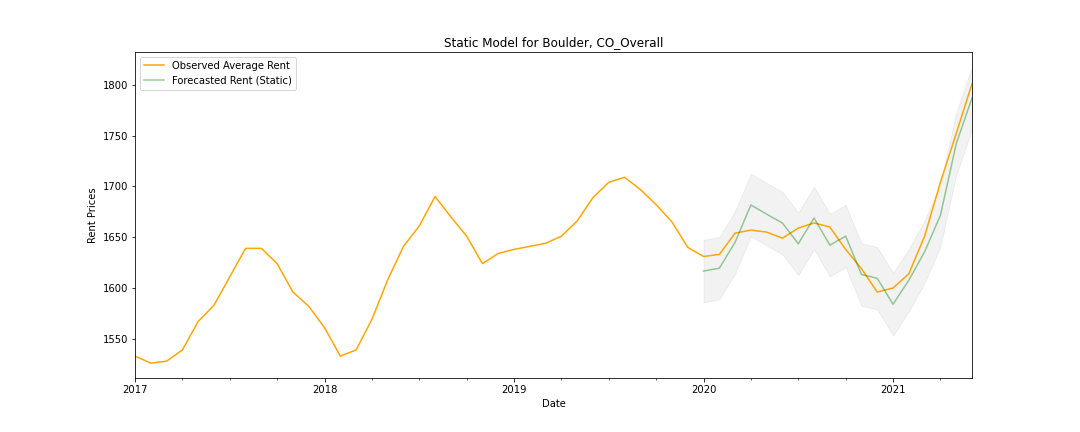 Static Model for Boulder, CO_Overall
Observed Average Rent
Forecasted Rent (Static)
Rent Prices
1800
1750
1700
1650
1600
1550
2017
2018
2019
2020
2021
Date